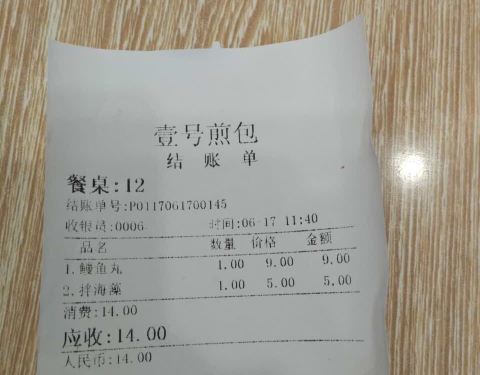 壹号煎包
结 账 单
餐桌:12
结账单号:P0117061700145
收银员:0006 时间:06-17 11:40
品名 数量 价格 金额
1.鳗鱼丸 1.00 9.00 9.00
2.拌海藻 1.00 5.00 5.00
消费:14.00
应收:14.00
人民币:14.00